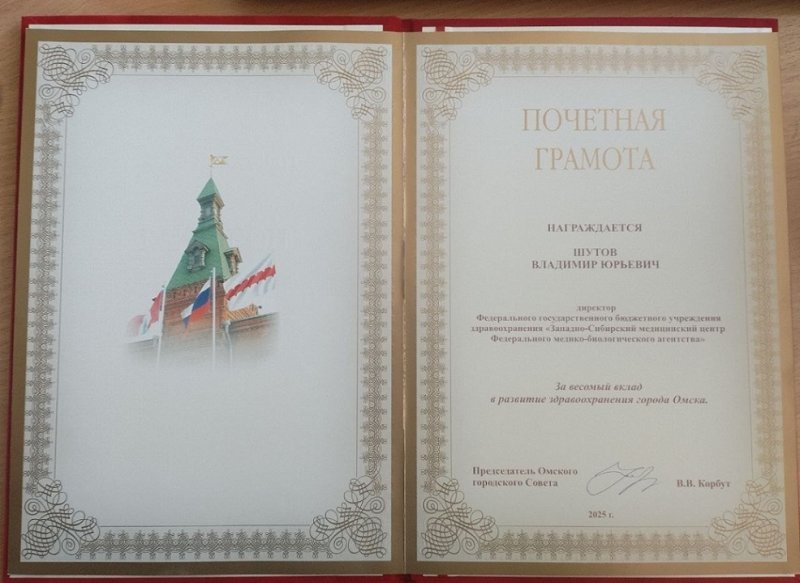 ПОЧЕТНАЯ
ГРАМОТА
НАГРАЖДАЕТСЯ
ШУТОВ
ВЛАДИМИР ЮРЬЕВИЧ
директор
Федерального государственного бюджетного учреждения
здравоохранения «Западно-Сибирский медицинский центр
Федерального медико-биологического агентства»
За весомый вклад
в развитие здравоохранения города Омска.
Председатель Омского
городского Совета
В.В. Корбут
2025 г.